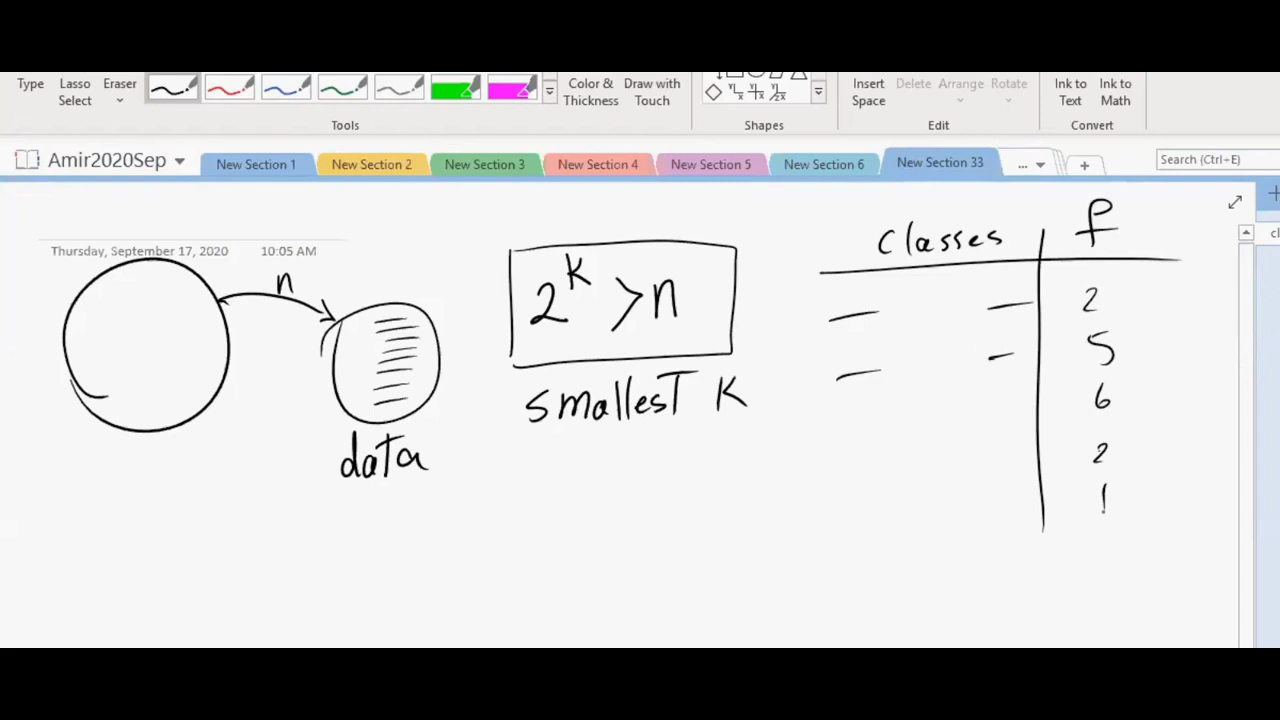 Type
Lasso Select
Eraser
Color & Thickness
Draw with Touch
Insert Space
Delete
Arrange
Rotate
Ink to Text
Ink to Math
Tools
Shapes
Edit
Convert
Amir2020Sep
New Section 1
New Section 2
New Section 3
New Section 4
New Section 5
New Section 6
New Section 33
...
Search (Ctrl+E)
Thursday, September 17, 2020 10:05 AM
n
data
2^k > n
smallest k
classes f
2
5
6
2
1